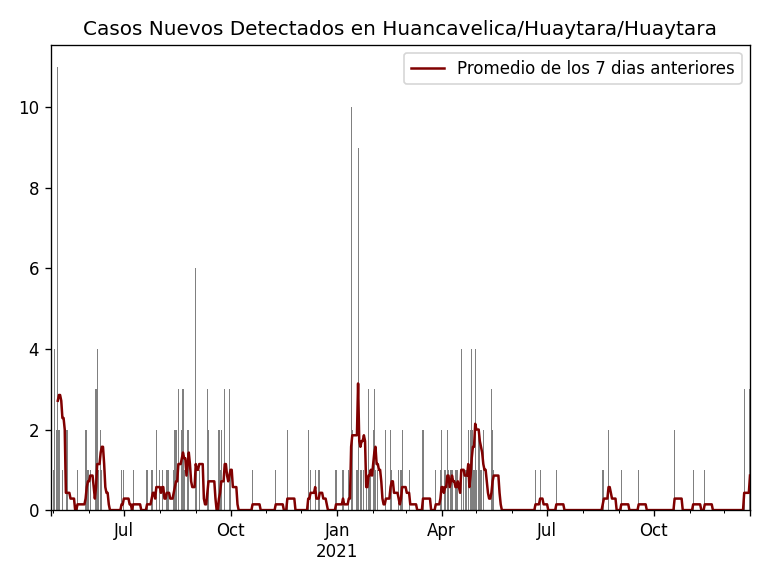 Casos Nuevos Detectados en Huancavelica/Huaytara/Huaytara
Promedio de los 7 dias anteriores
10
8
6
4
2
0
Jul Oct Jan Apr Jul Oct
2021